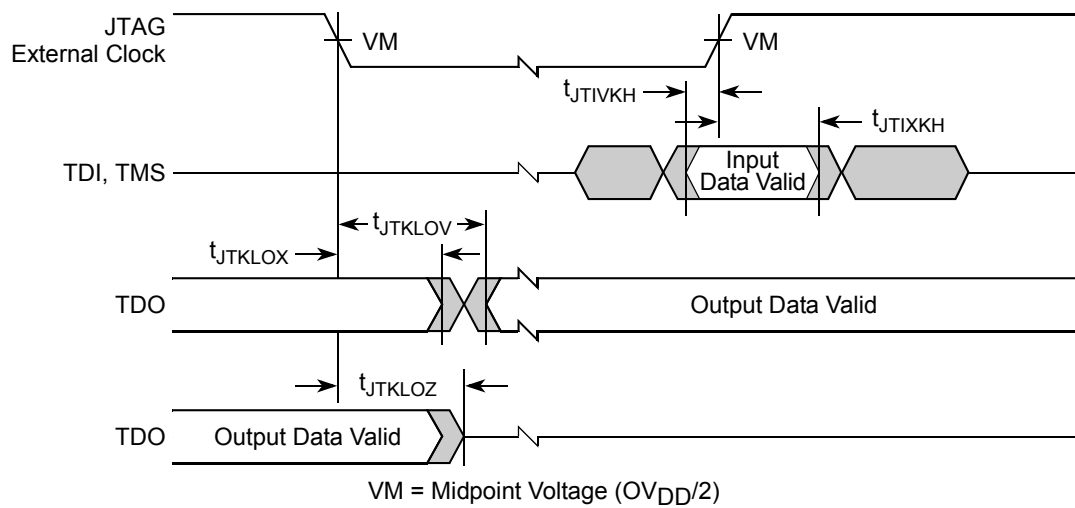 JTAG
External Clock
VM
VM
tJTIVKH
tJTIXKH
TDI, TMS
Input
Data Valid
tJTKLOV
tJTKLOX
TDO
Output Data Valid
tJTKLOZ
TDO
Output Data Valid
VM = Midpoint Voltage (OVDD/2)